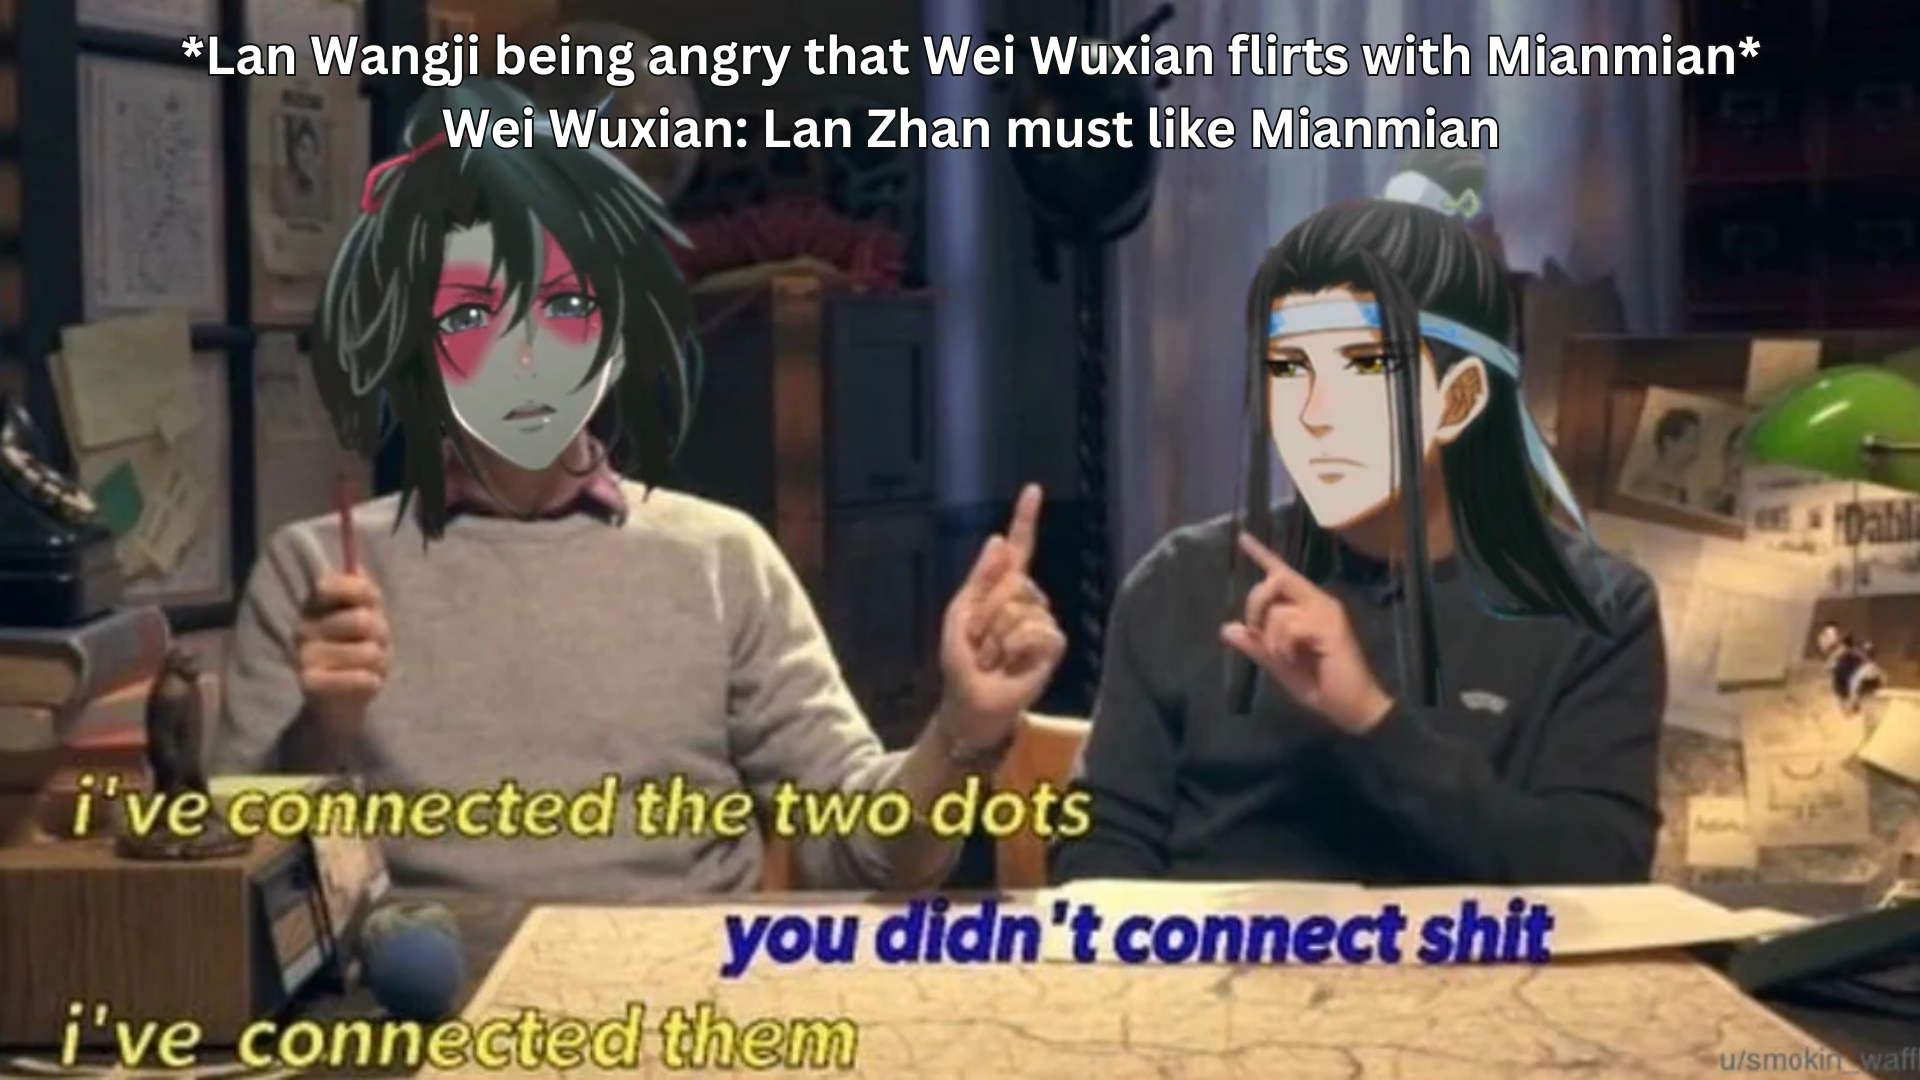 *Lan Wangji being angry that Wei Wuxian flirts with Mianmian*
Wei Wuxian: Lan Zhan must like Mianmian
i've connected the two dots
you didn't connect shit
i've connected them
u/smokin_waffl